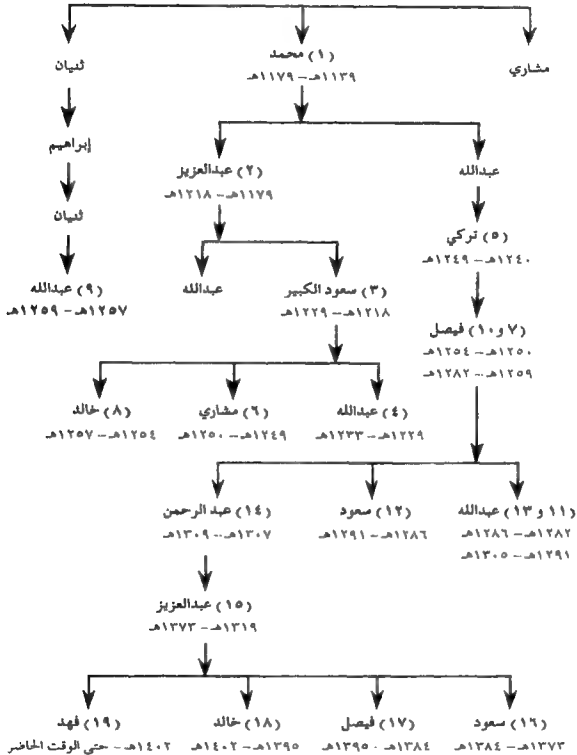 مشاري
(١) محمد
١١٣٩هـ – ١١٧٩هـ
ثنيان
إبراهيم
ثنيان
(٩) عبدالله
١٢٥٧هـ – ١٢٥٩هـ
عبدالله
(٢) عبدالعزيز
١١٧٩هـ – ١٢١٨هـ
(٥) تركي
١٢٤٠هـ – ١٢٤٩هـ
(٣) سعود الكبير
١٢١٨هـ – ١٢٢٩هـ
عبدالله
(٧ و ١٠) فيصل
١٢٥٠هـ – ١٢٥٤هـ
١٢٥٩هـ – ١٢٨٢هـ
(٤) عبدالله
١٢٢٩هـ – ١٢٣٣هـ
(٦) مشاري
١٢٤٩هـ – ١٢٥٠هـ
(٨) خالد
١٢٥٤هـ – ١٢٥٧هـ
(١١ و ١٣) عبدالله
١٢٨٢هـ – ١٢٨٦هـ
١٢٩١هـ – ١٣٠٥هـ
(١٢) سعود
١٢٨٦هـ – ١٢٩١هـ
(١٤) عبد الرحمن
١٣٠٧هـ – ١٣٠٩هـ
(١٥) عبدالعزيز
١٣١٩هـ – ١٣٧٣هـ
(١٦) سعود
١٣٧٣هـ – ١٣٨٤هـ
(١٧) فيصل
١٣٨٤هـ - ١٣٩٥هـ
(١٨) خالد
١٣٩٥هـ – ١٤٠٢هـ
(١٩) فهد
١٤٠٢هـ – حتى الوقت الحاضر